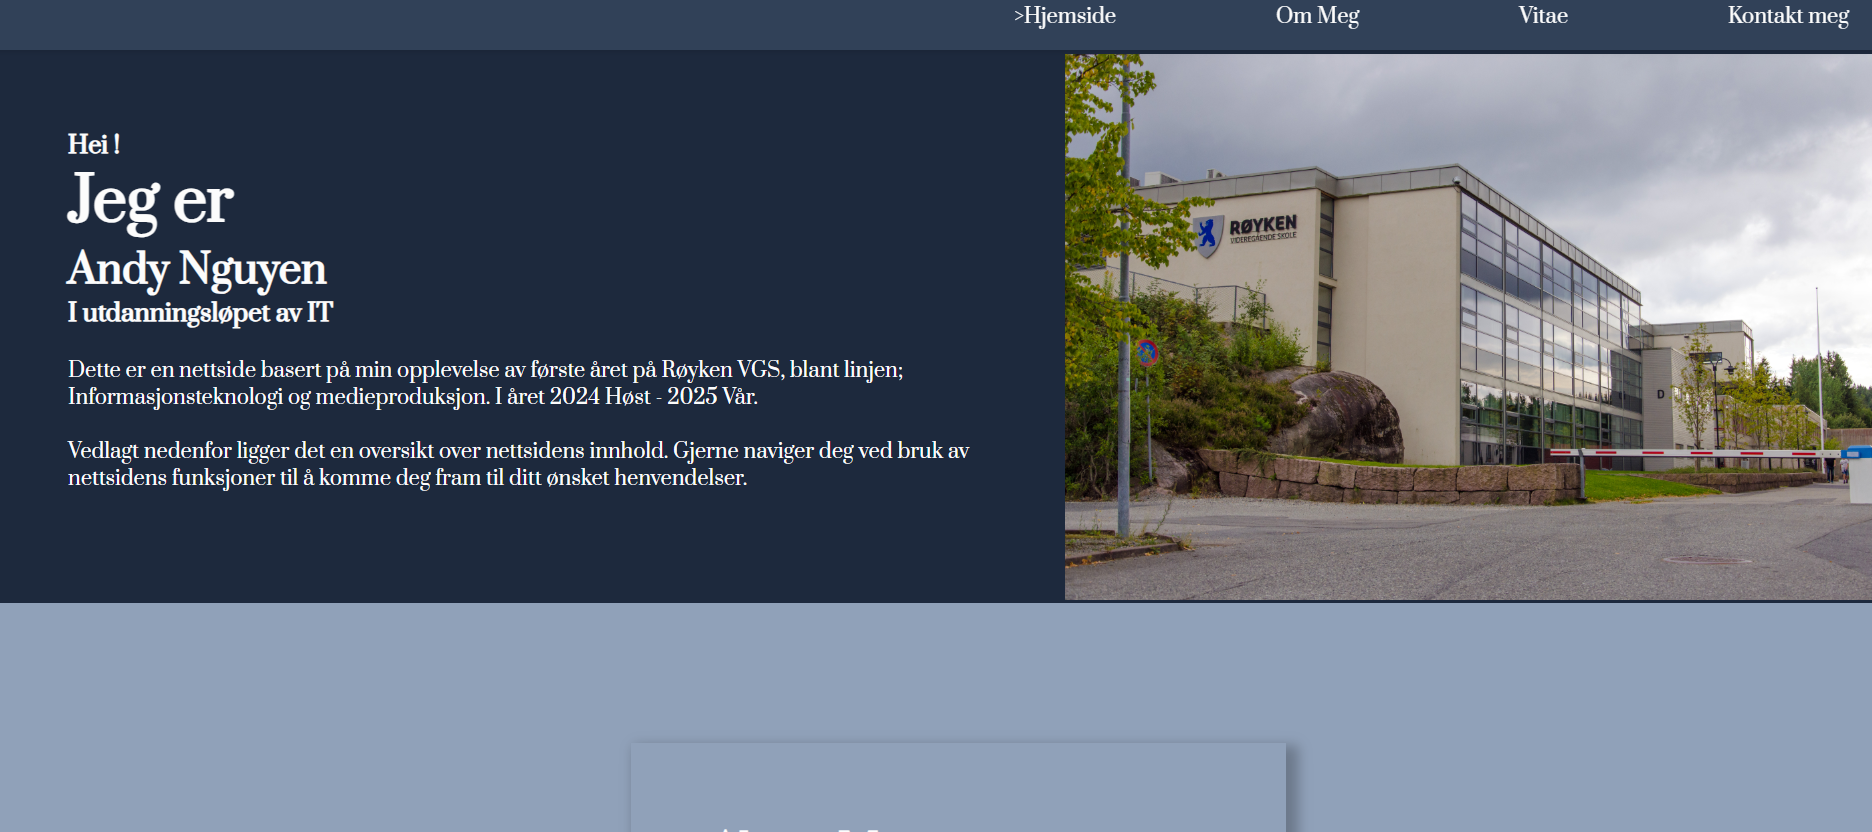 >Hjemside Om Meg Vitae Kontakt meg
Hei !
Jeg er
Andy Nguyen
I utdanningsløpet av IT
Dette er en nettside basert på min opplevelse av første året på Røyken VGS, blant linjen;
Informasjonsteknologi og medieproduksjon. I året 2024 Høst - 2025 Vår.
Vedlagt nedenfor ligger det en oversikt over nettsidens innhold. Gjerne naviger deg ved bruk av
nettsidens funksjoner til å komme deg fram til ditt ønsket henvendelser.
RØYKEN
VIDEREGÅENDE SKOLE
D